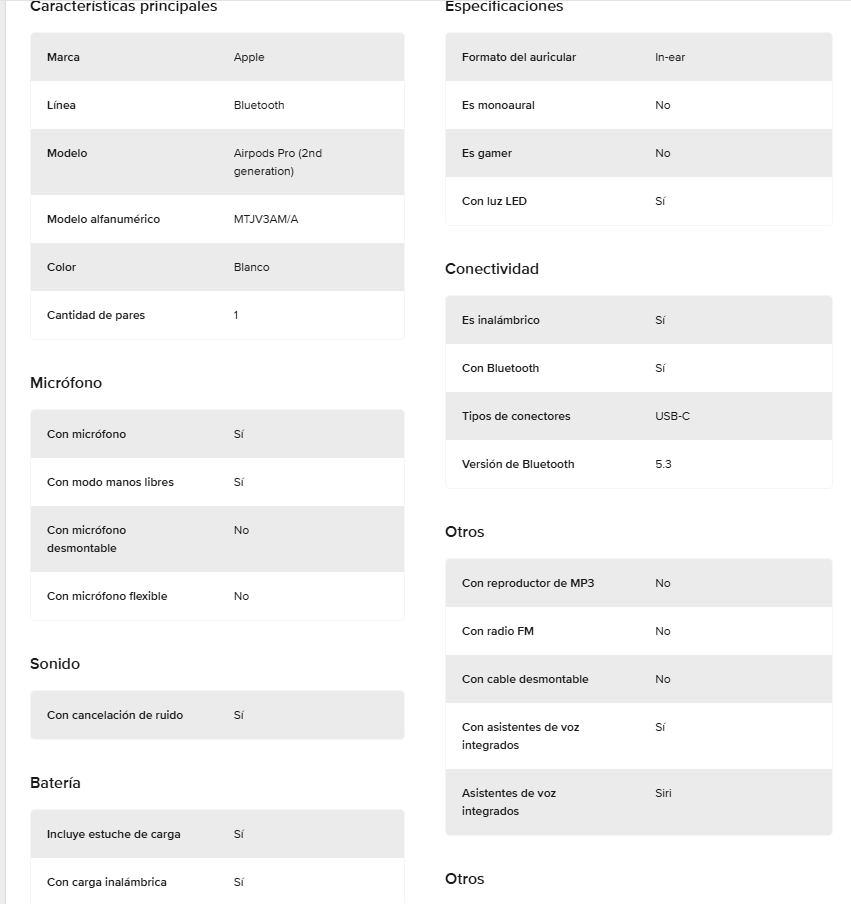 Características principales
Marca Apple
Línea Bluetooth
Modelo Airpods Pro (2nd
generation)
Modelo alfanumérico MTJV3AM/A
Color Blanco
Cantidad de pares 1
Micrófono
Con micrófono Sí
Con modo manos libres Sí
Con micrófono No
desmontable
Con micrófono flexible No
Sonido
Con cancelación de ruido Sí
Batería
Incluye estuche de carga Sí
Con carga inalámbrica Sí
Especificaciones
Formato del auricular In-ear
Es monoaural No
Es gamer No
Con luz LED Sí
Conectividad
Es inalámbrico Sí
Con Bluetooth Sí
Tipos de conectores USB-C
Versión de Bluetooth 5.3
Otros
Con reproductor de MP3 No
Con radio FM No
Con cable desmontable No
Con asistentes de voz Sí
integrados
Asistentes de voz Siri
integrados
Otros